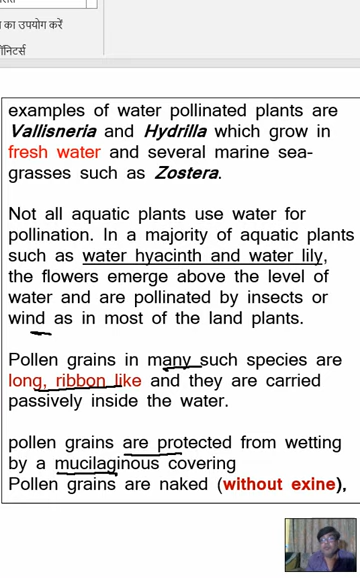 का उपयोग करें
examples of water pollinated plants are
Vallisneria and Hydrilla which grow in
fresh water and several marine sea-
grasses such as Zostera.
Not all aquatic plants use water for
pollination. In a majority of aquatic plants
such as water hyacinth and water lily,
the flowers emerge above the level of
water and are pollinated by insects or
wind as in most of the land plants.
Pollen grains in many such species are
long, ribbon like and they are carried
passively inside the water.
pollen grains are protected from wetting
by a mucilaginous covering
Pollen grains are naked (without exine),